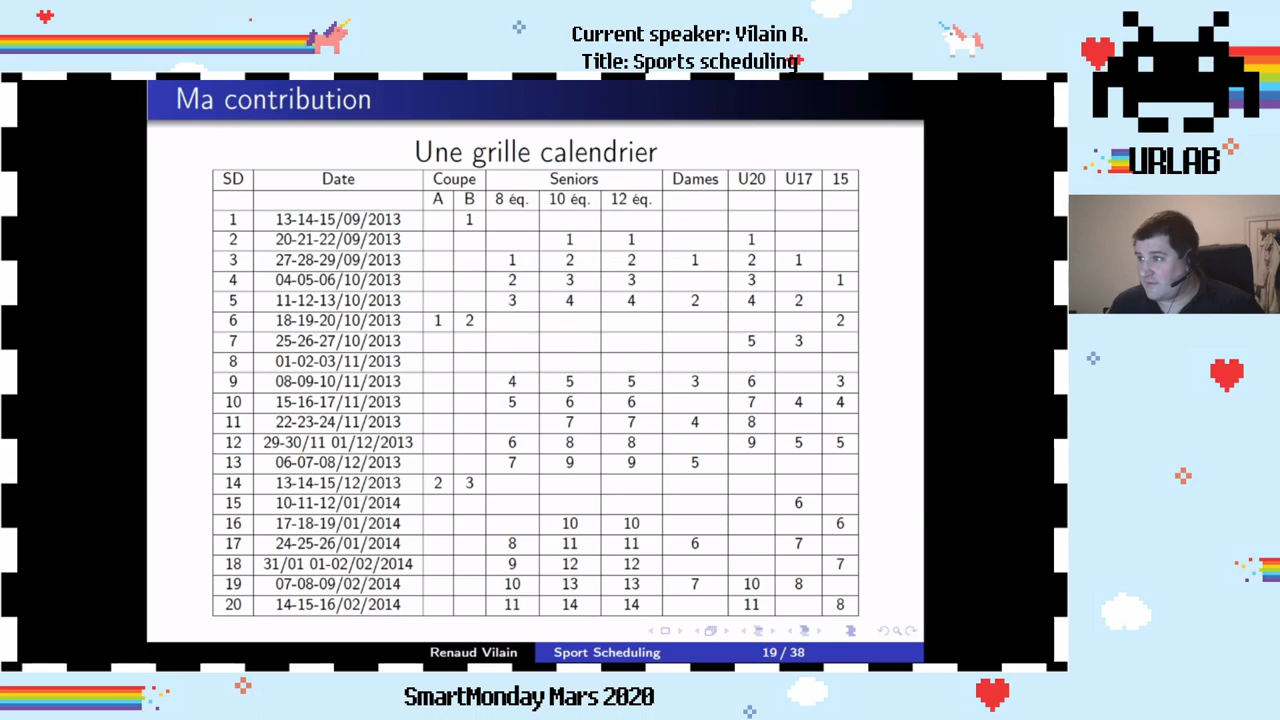 Current speaker: Vilain R.
Title: Sports scheduling
URLAB
Ma contribution
Une grille calendrier
SD Date Coupe Seniors Dames U20 U17 15
A B 8 éq. 10 éq. 12 éq.
1 13-14-15/09/2013 1
2 20-21-22/09/2013 1 1 1
3 27-28-29/09/2013 1 2 2 1 2 1
4 04-05-06/10/2013 2 3 3 3 1
5 11-12-13/10/2013 3 4 4 2 4 2
6 18-19-20/10/2013 1 2 2
7 25-26-27/10/2013 5 3
8 01-02-03/11/2013
9 08-09-10/11/2013 4 5 5 3 6 3
10 15-16-17/11/2013 5 6 6 7 4 4
11 22-23-24/11/2013 7 7 4 8
12 29-30/11 01/12/2013 6 8 8 9 5 5
13 06-07-08/12/2013 7 9 9 5
14 13-14-15/12/2013 2 3
15 10-11-12/01/2014 6
16 17-18-19/01/2014 10 10 6
17 24-25-26/01/2014 8 11 11 6 7
18 31/01 01-02/02/2014 9 12 12 7
19 07-08-09/02/2014 10 13 13 7 10 8
20 14-15-16/02/2014 11 14 14 11 8
Renaud Vilain Sport Scheduling 19 / 38
SmartMonday Mars 2020